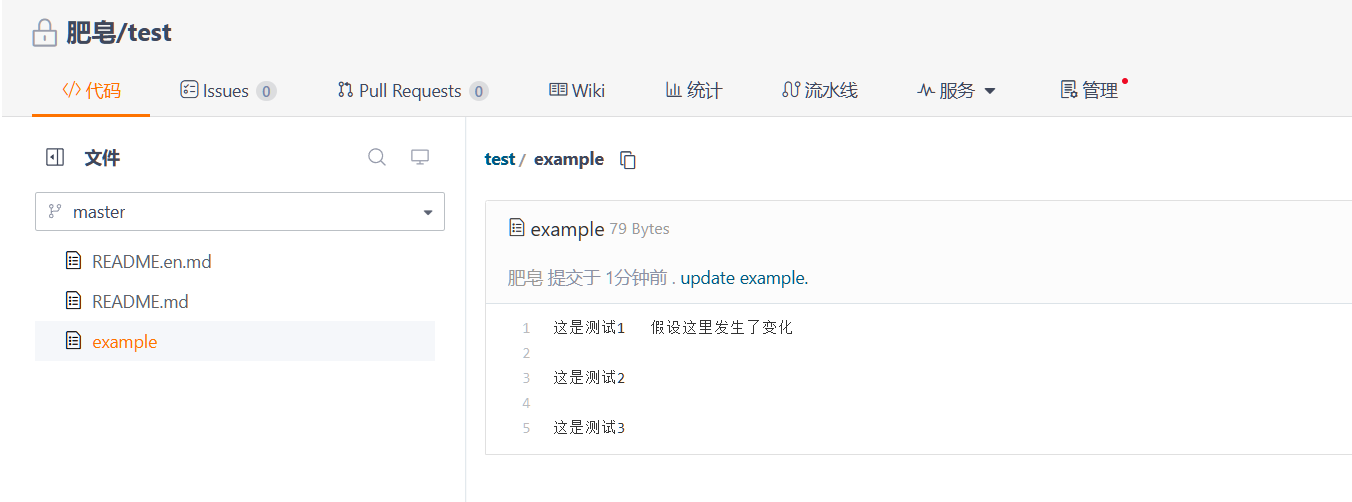 肥皂/test
代码 Issues 0 Pull Requests 0 Wiki 统计 流水线 服务 管理
文件
master
README.en.md
README.md
example
test / example
example 79 Bytes
肥皂 提交于 1分钟前 . update example.
1 这是测试1 假设这里发生了变化
2
3 这是测试2
4
5 这是测试3